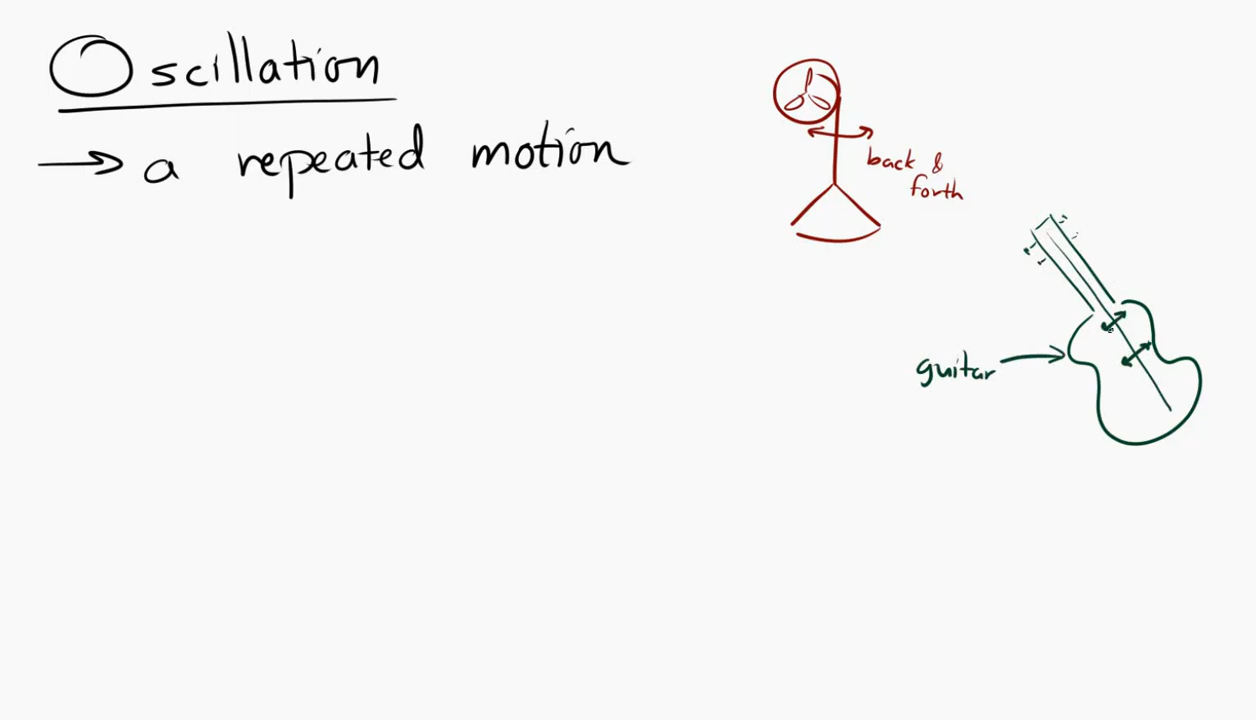 Oscillation
→ a repeated motion
back &
forth
guitar